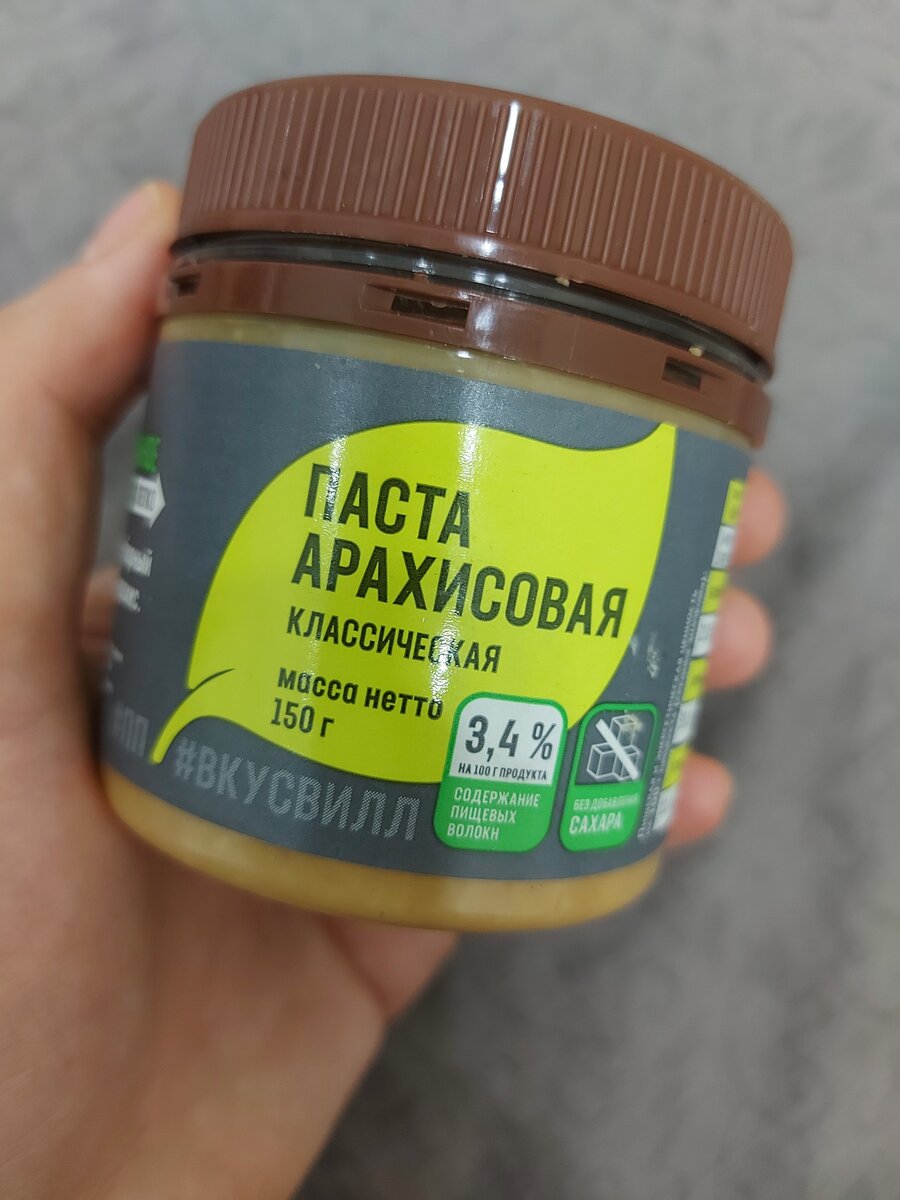 ПАСТА
АРАХИСОВАЯ
КЛАССИЧЕСКАЯ
масса нетто
150 г
#ВКУСВИЛЛ
3,4 %
НА 100 Г ПРОДУКТА
СОДЕРЖАНИЕ
ПИЩЕВЫХ
ВОЛОКН
БЕЗ ДОБАВЛЕНИЯ
САХАРА